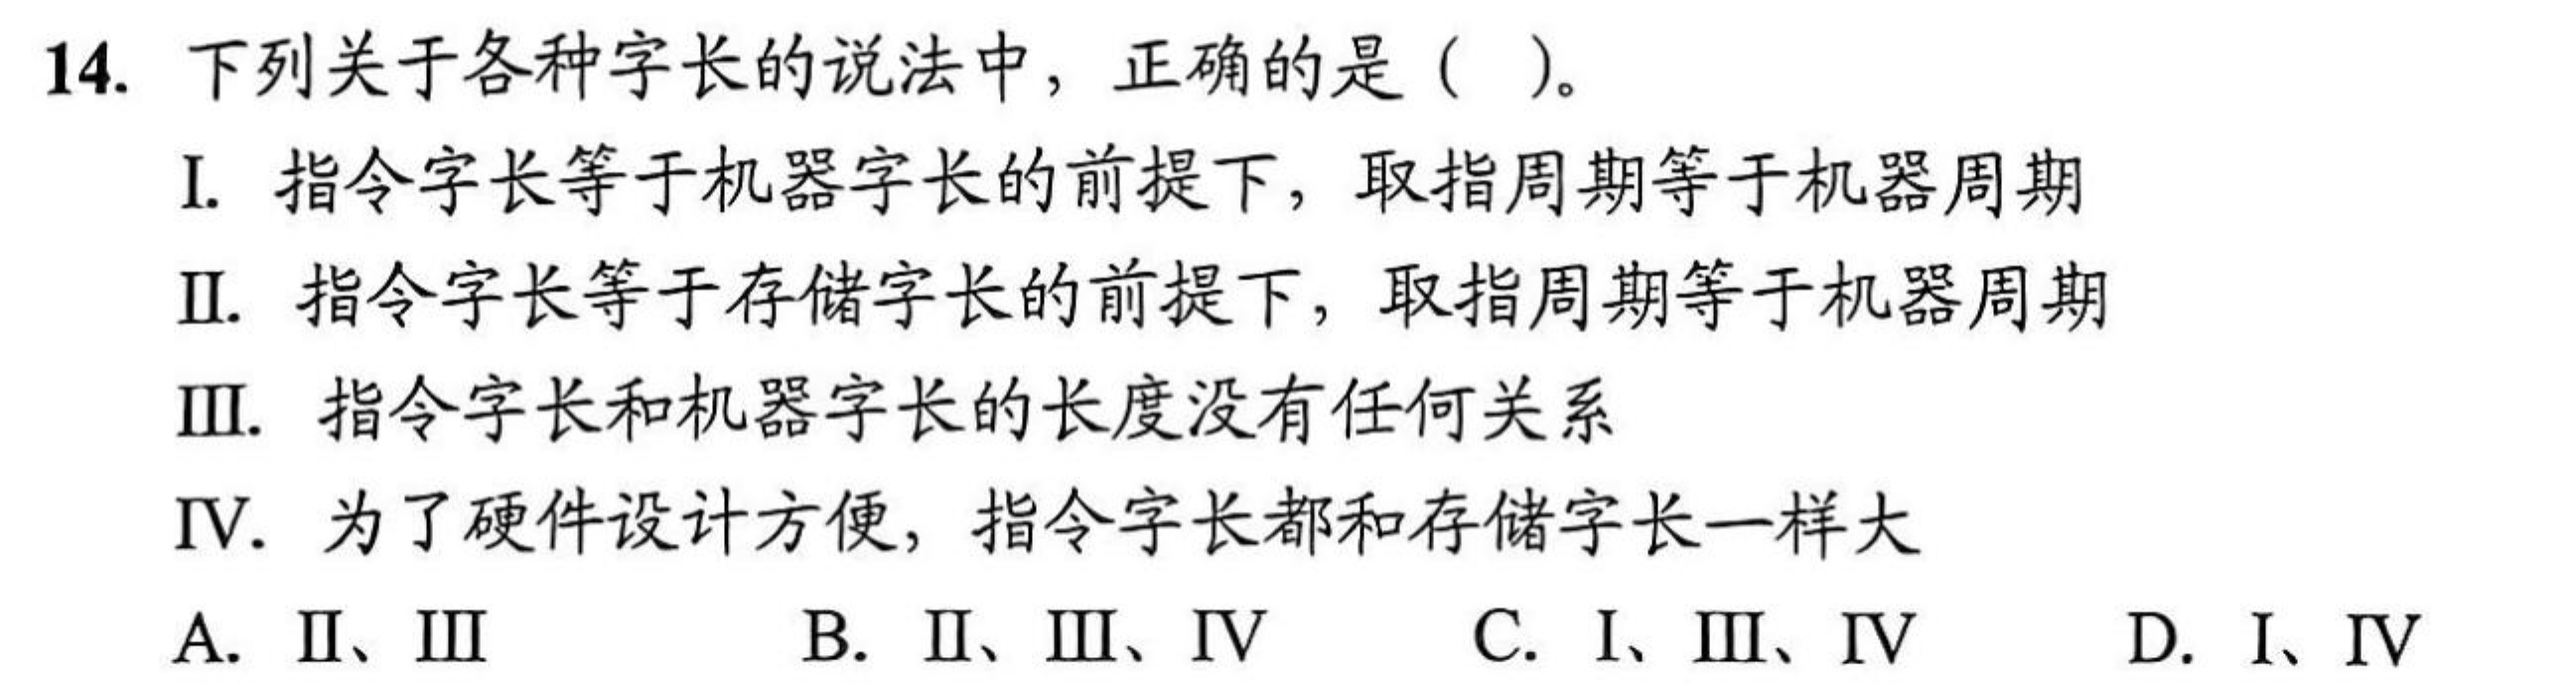 14. 下列关于各种字长的说法中，正确的是（ ）。
I. 指令字长等于机器字长的前提下，取指周期等于机器周期
II. 指令字长等于存储字长的前提下，取指周期等于机器周期
III. 指令字长和机器字长的长度没有任何关系
IV. 为了硬件设计方便，指令字长都和存储字长一样大
A. II、III B. II、III、IV C. I、III、IV D. I、IV